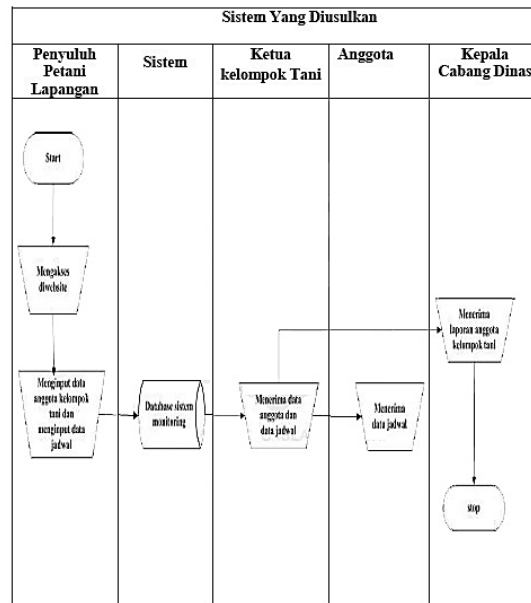 Sistem Yang Diusulkan
Penyuluh
Petani
Lapangan
Sistem
Ketua
kelompok Tani
Anggota
Kepala
Cabang Dinas
Start
Mengakses
diwebsite
Menginput data
anggota kelompok
tani dan
menginput data
jadwal
Database sistem
monitoring
Menerima data
anggota dan
data jadwal
Menerima
data jadwal
Menerima
laporan anggota
kelompok tani
stop